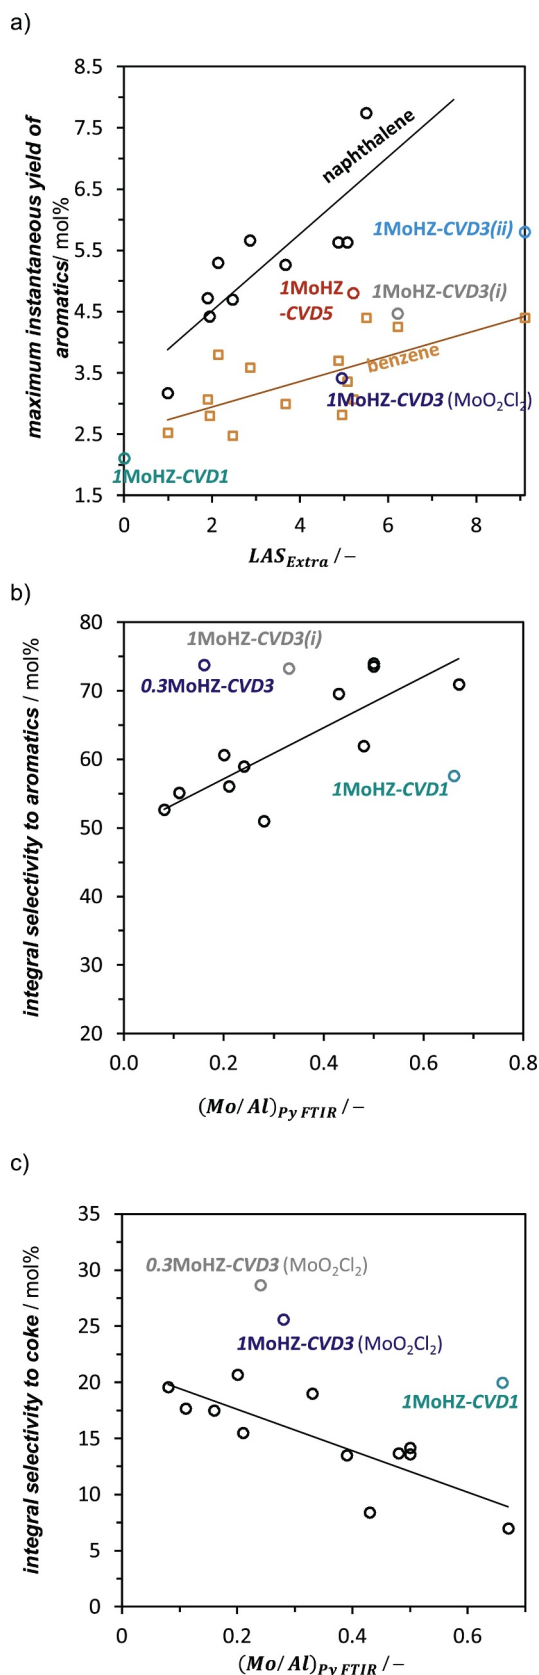 a)
8.5
7.5
6.5
5.5
4.5
3.5
2.5
1.5
maximum instantaneous yield of
aromatics/ mol%
naphthalene
1MoHZ-CVD3(ii)
1MoHZ
-CVD5
1MoHZ-CVD3(i)
benzene
1MoHZ-CVD3 (MoO₂Cl₂)
1MoHZ-CVD1
0 2 4 6 8
LAS_Extra / –
b)
80
70
60
50
40
30
20
integral selectivity to aromatics / mol%
1MoHZ-CVD3(i)
0.3MoHZ-CVD3
1MoHZ-CVD1
0.0 0.2 0.4 0.6 0.8
(Mo/Al)_Py FTIR / –
c)
35
30
25
20
15
10
5
0
integral selectivity to coke / mol%
0.3MoHZ-CVD3 (MoO₂Cl₂)
1MoHZ-CVD3 (MoO₂Cl₂)
1MoHZ-CVD1
0 0.2 0.4 0.6
(Mo/Al)_Py FTIR / –